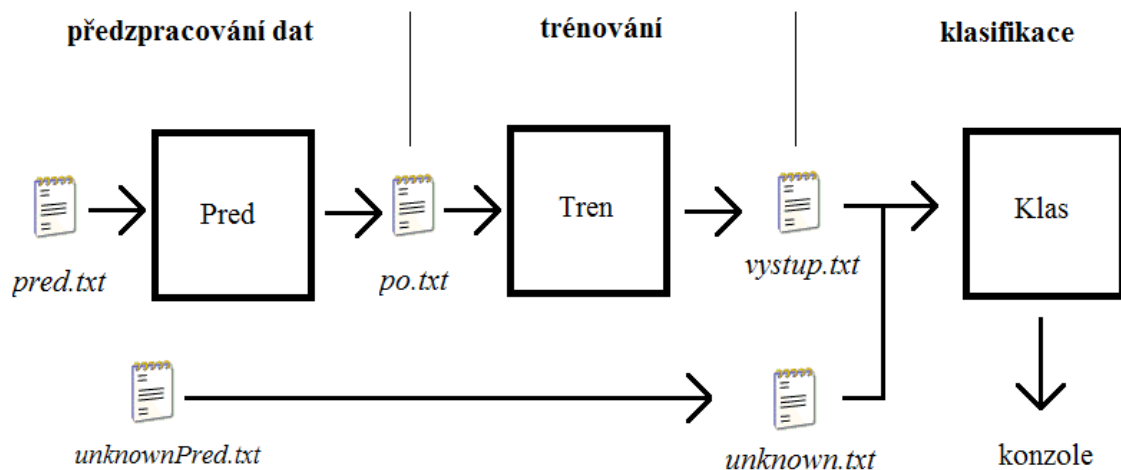 předzpracování dat
trénování
klasifikace
Pred
Tren
Klas
pred.txt
po.txt
vystup.txt
unknownPred.txt
unknown.txt
konzole